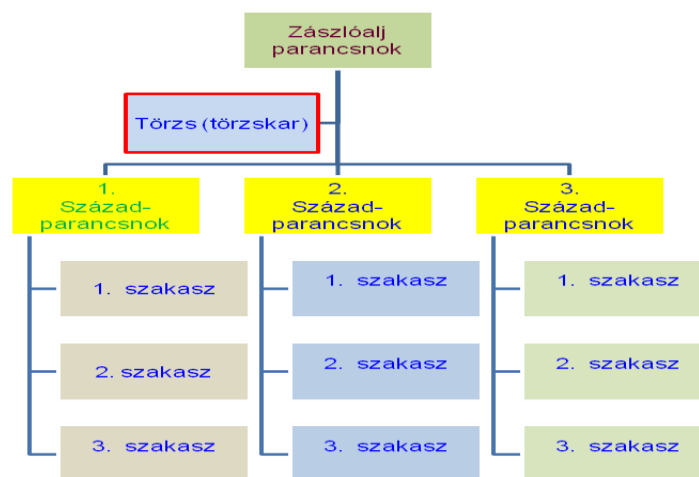 Zászlóalj
parancsnok
Törzs (törzskar)
1.
Század-
parancsnok
2.
Század-
parancsnok
3.
Század-
parancsnok
1. szakasz
2. szakasz
3. szakasz
1. szakasz
2. szakasz
3. szakasz
1. szakasz
2. szakasz
3. szakasz